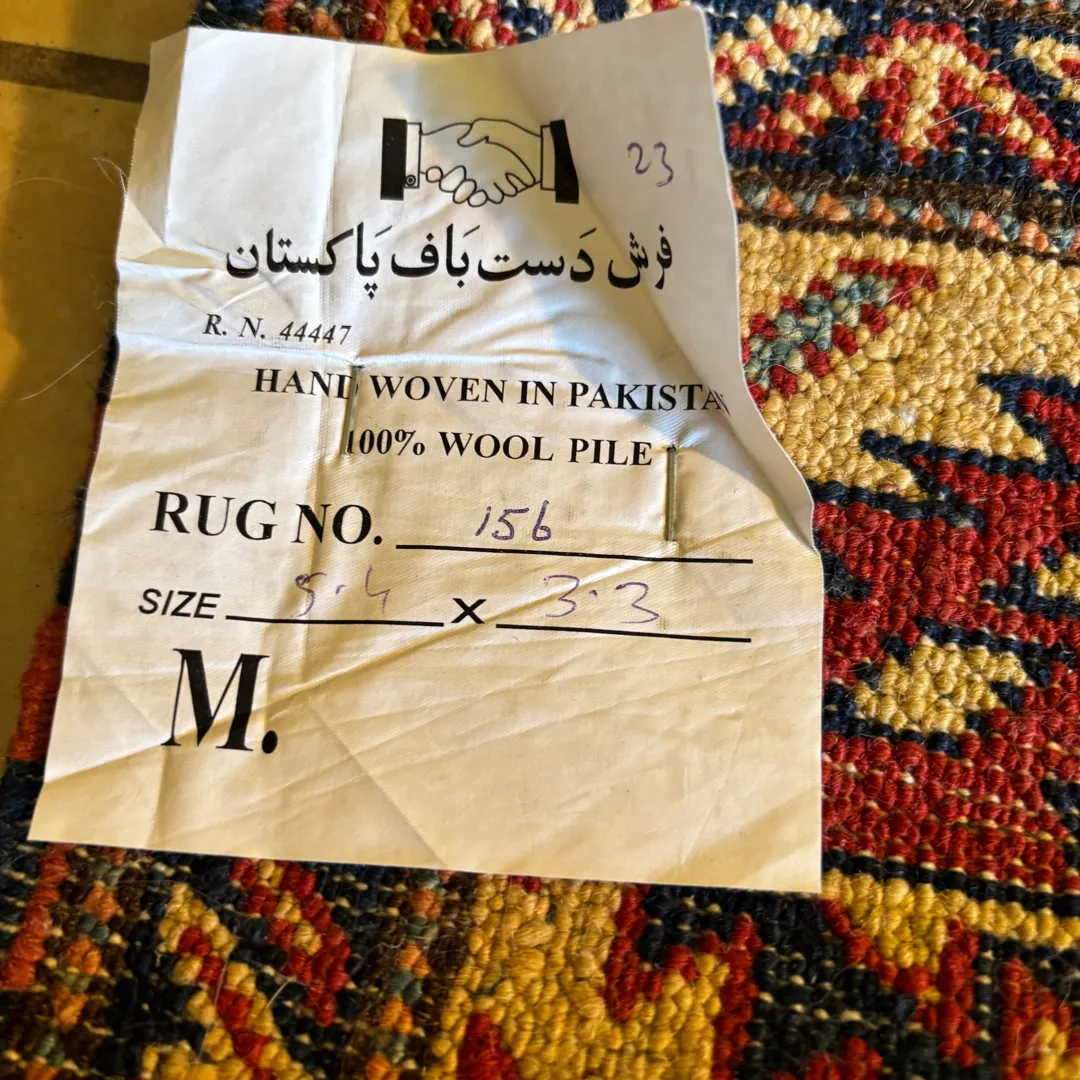 23
فرش دَست بَاف پَاکستان
R. N. 44447
HAND WOVEN IN PAKISTAN
100% WOOL PILE
RUG NO. 156
SIZE 5.4 X 3.3
M.